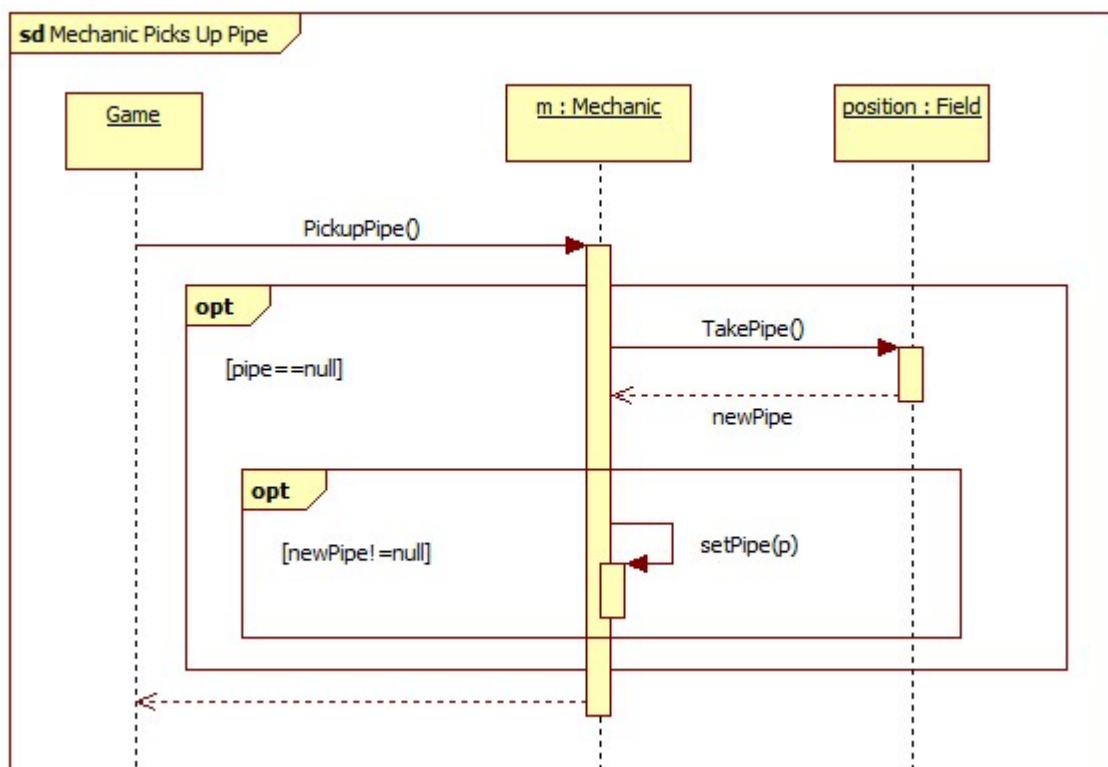 sd Mechanic Picks Up Pipe
Game
m : Mechanic
position : Field
PickupPipe()
opt
TakePipe()
[pipe==null]
newPipe
opt
setPipe(p)
[newPipe!=null]